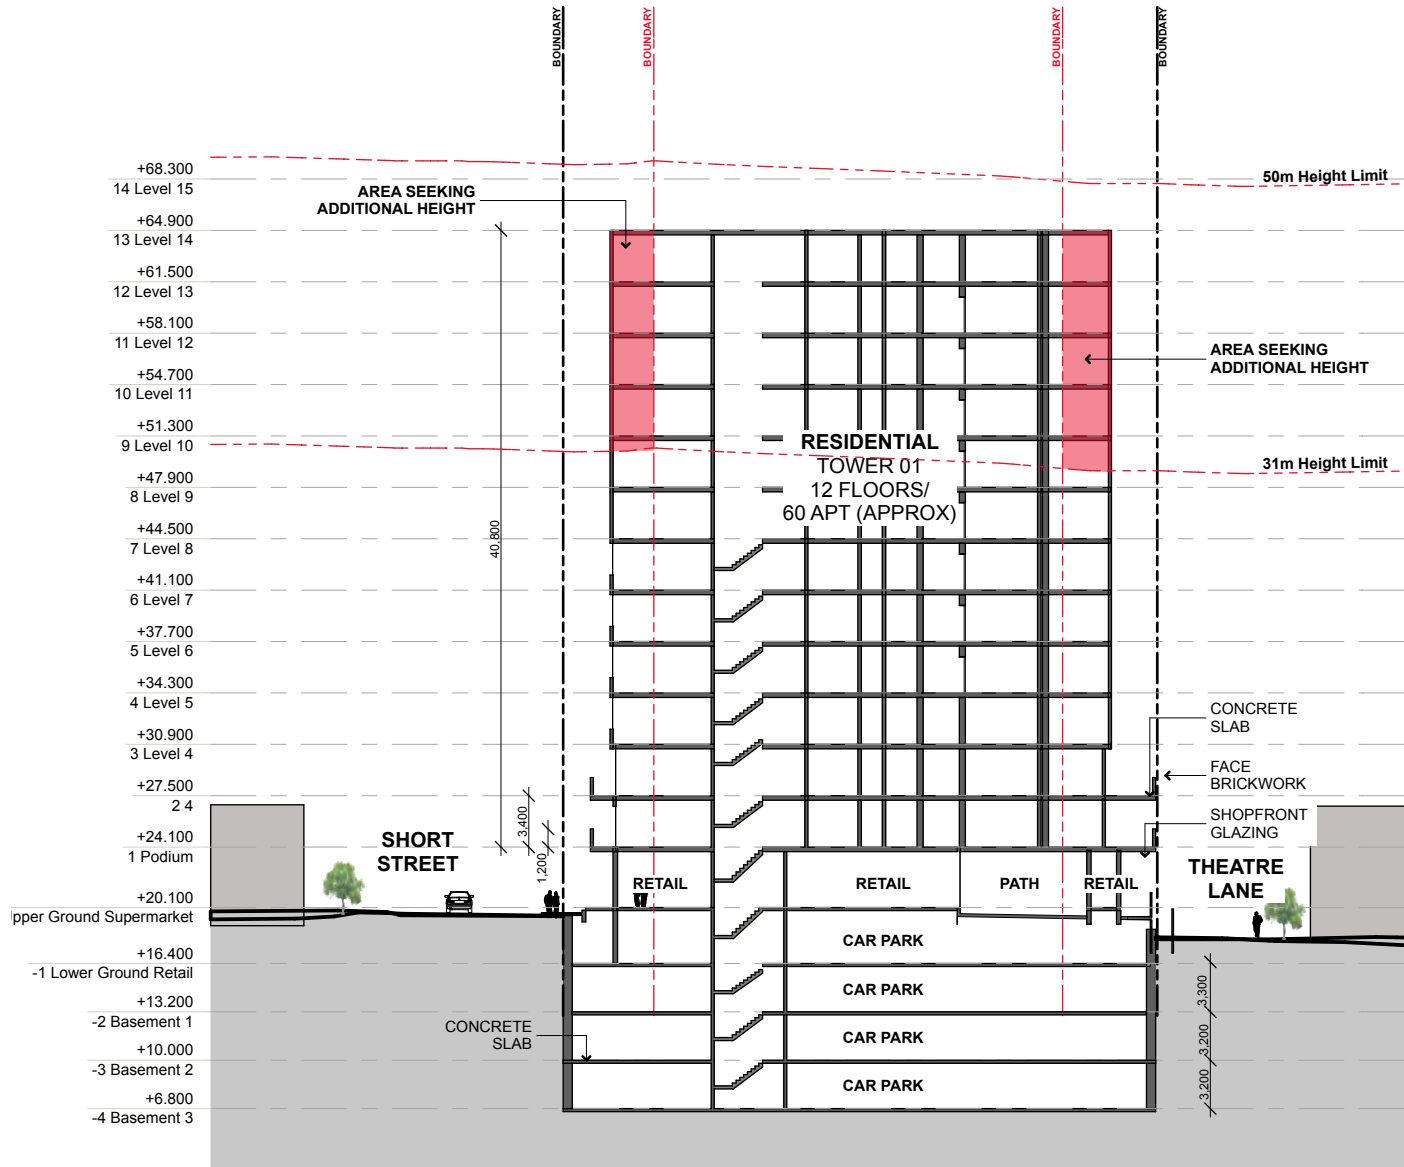 BOUNDARY
BOUNDARY
BOUNDARY
BOUNDARY
+68.300
14 Level 15
50m Height Limit
AREA SEEKING
ADDITIONAL HEIGHT
+64.900
13 Level 14
+61.500
12 Level 13
+58.100
11 Level 12
AREA SEEKING
ADDITIONAL HEIGHT
+54.700
10 Level 11
+51.300
9 Level 10
RESIDENTIAL
TOWER 01
12 FLOORS/
60 APT (APPROX)
31m Height Limit
+47.900
8 Level 9
+44.500
7 Level 8
40,800
+41.100
6 Level 7
+37.700
5 Level 6
+34.300
4 Level 5
+30.900
3 Level 4
CONCRETE
SLAB
FACE
BRICKWORK
+27.500
2 4
3,400
1,200
SHOPFRONT
GLAZING
+24.100
1 Podium
SHORT
STREET
THEATRE
LANE
RETAIL
RETAIL
PATH
RETAIL
+20.100
pper Ground Supermarket
CAR PARK
+16.400
-1 Lower Ground Retail
CAR PARK
3,300
+13.200
-2 Basement 1
CONCRETE
SLAB
CAR PARK
3,200
+10.000
-3 Basement 2
CAR PARK
3,200
+6.800
-4 Basement 3